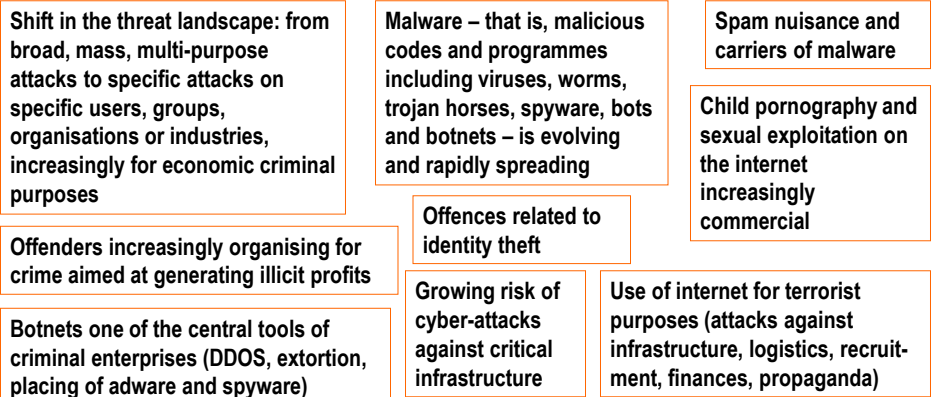 Shift in the threat landscape: from
broad, mass, multi-purpose
attacks to specific attacks on
specific users, groups,
organisations or industries,
increasingly for economic criminal
purposes
Malware – that is, malicious
codes and programmes
including viruses, worms,
trojan horses, spyware, bots
and botnets – is evolving
and rapidly spreading
Spam nuisance and
carriers of malware
Child pornography and
sexual exploitation on
the internet
increasingly
commercial
Offences related to
identity theft
Offenders increasingly organising for
crime aimed at generating illicit profits
Growing risk of
cyber-attacks
against critical
infrastructure
Use of internet for terrorist
purposes (attacks against
infrastructure, logistics, recruit-
ment, finances, propaganda)
Botnets one of the central tools of
criminal enterprises (DDOS, extortion,
placing of adware and spyware)